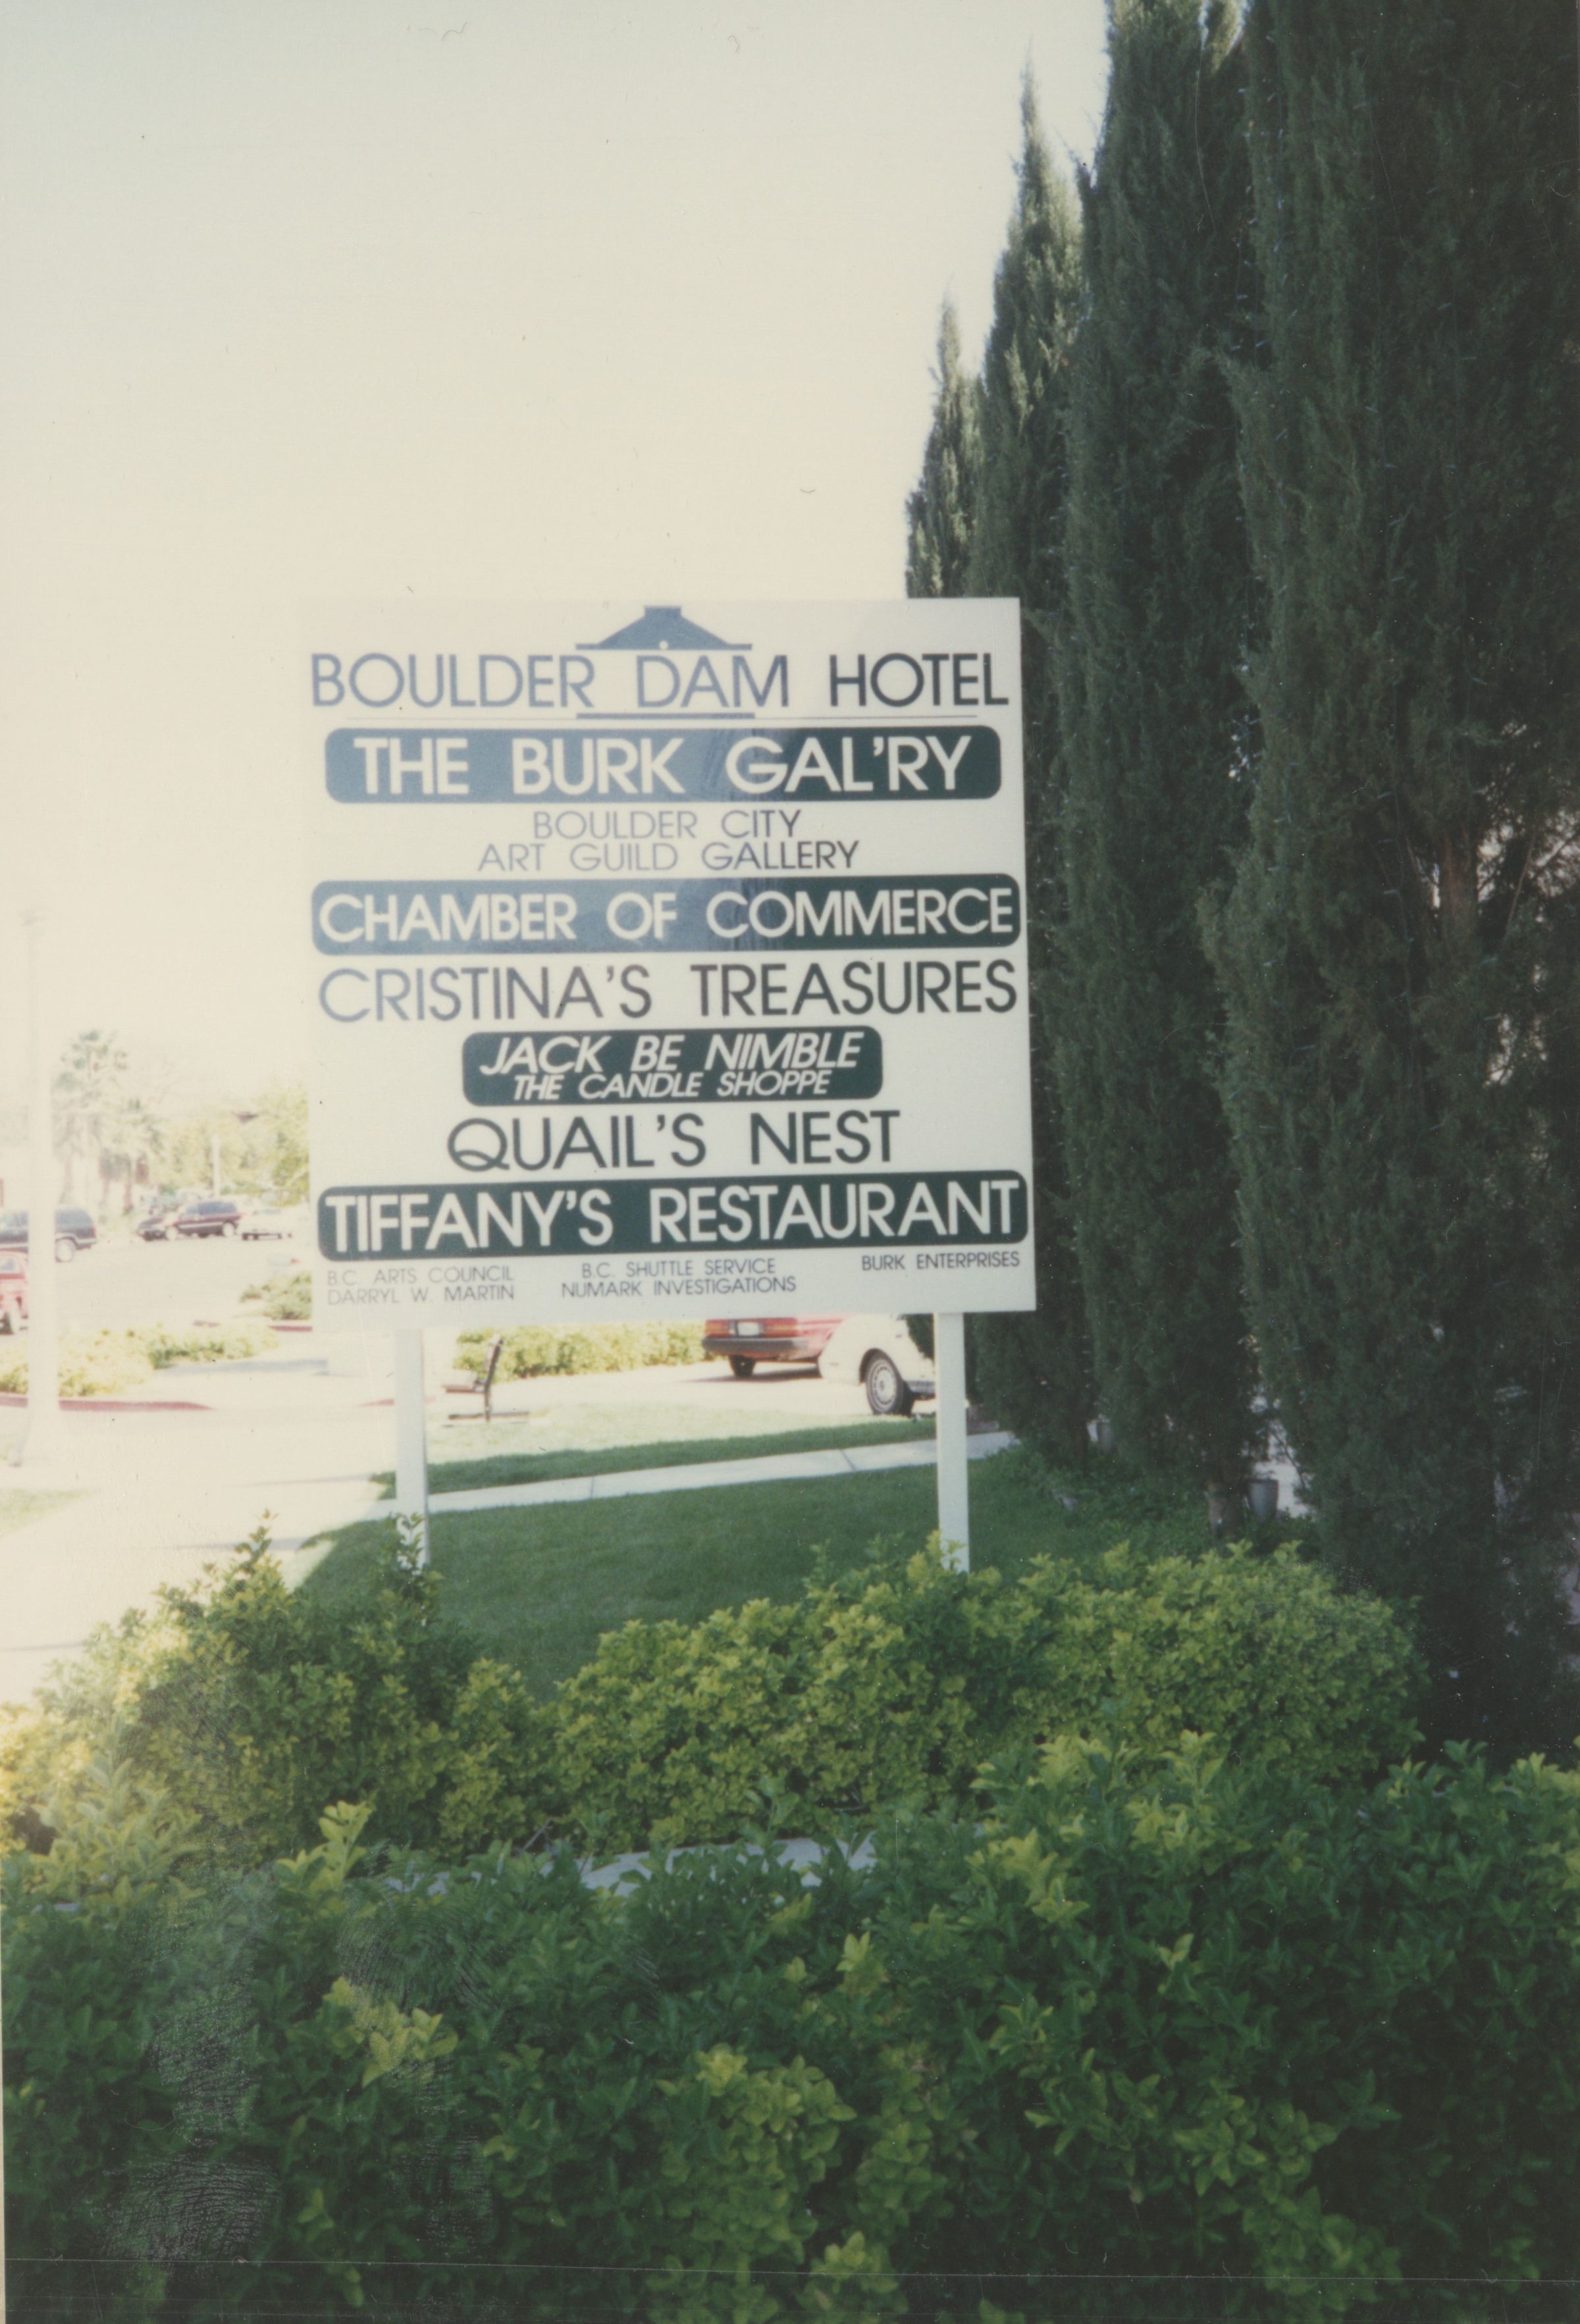 BOULDER DAM HOTEL
THE BURK GAL'RY
BOULDER CITY
ART GUILD GALLERY
CHAMBER OF COMMERCE
CRISTINA'S TREASURES
JACK BE NIMBLE
THE CANDLE SHOPPE
QUAIL'S NEST
TIFFANY'S RESTAURANT
B.C. ARTS COUNCIL
DARRYL W. MARTIN
B.C. SHUTTLE SERVICE
NUMARK INVESTIGATIONS
BURK ENTERPRISES